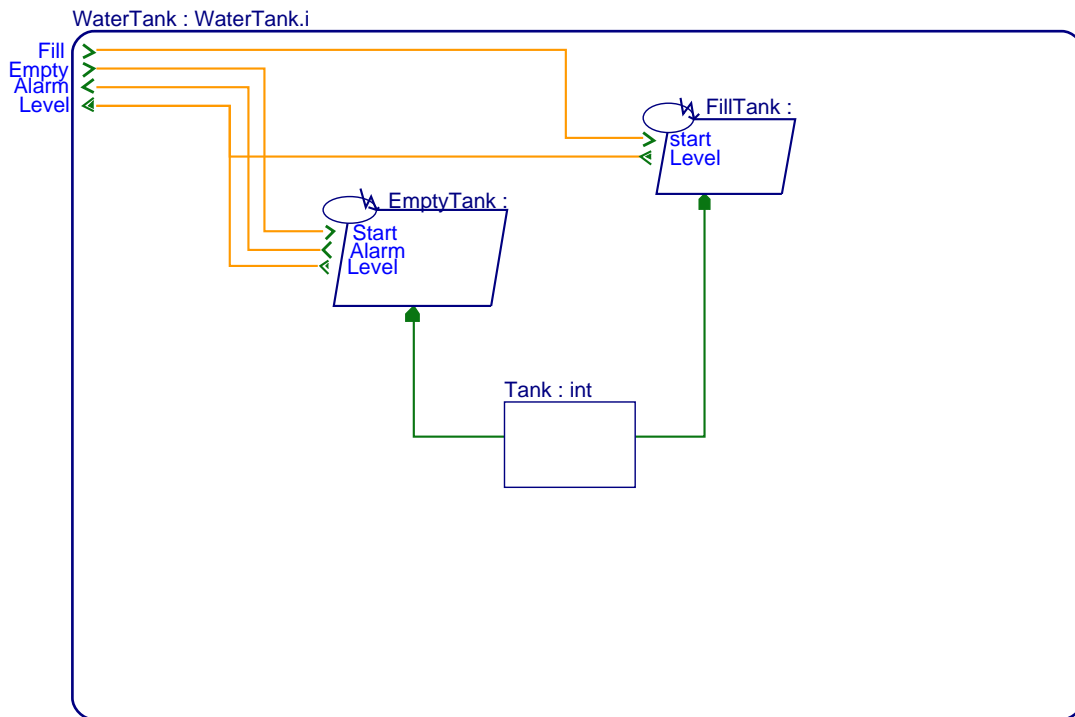 WaterTank : WaterTank.i
Fill
Empty
Alarm
Level
FillTank :
start
Level
EmptyTank :
Start
Alarm
Level
Tank : int